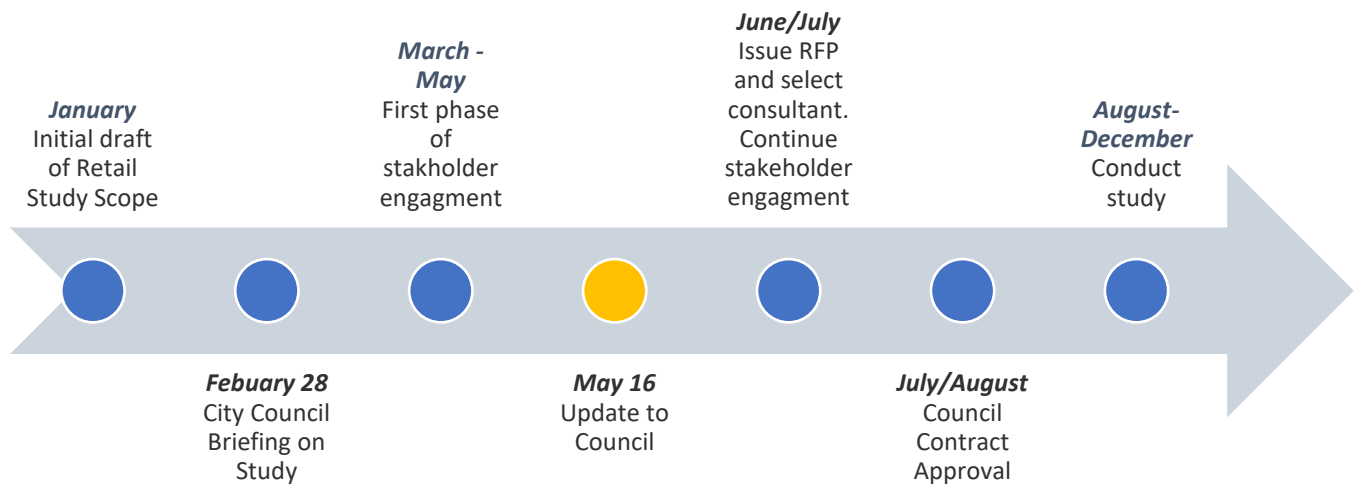 January
Initial draft
of Retail
Study Scope
Febuary 28
City Council
Briefing on
Study
March -
May
First phase
of
stakholder
engagment
May 16
Update to
Council
June/July
Issue RFP
and select
consultant.
Continue
stakeholder
engagment
July/August
Council
Contract
Approval
August-
December
Conduct
study